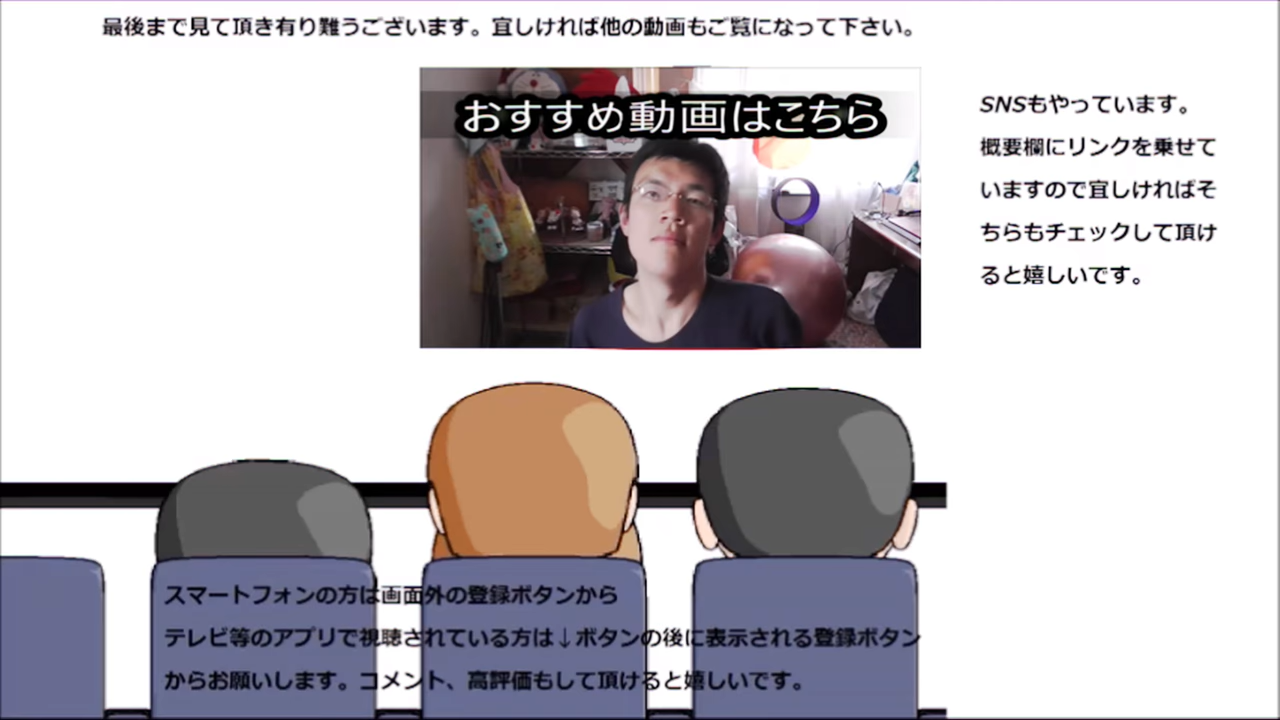 最後まで見て頂き有り難うございます。宜しければ他の動画もご覧になって下さい。
おすすめ動画はこちら
SNSもやっています。
概要欄にリンクを乗せて
いますので宜しければそ
ちらもチェックして頂け
ると嬉しいです。
スマートフォンの方は画面外の登録ボタンから
テレビ等のアプリで視聴されている方は↓ボタンの後に表示される登録ボタン
からお願いします。コメント、高評価もして頂けると嬉しいです。